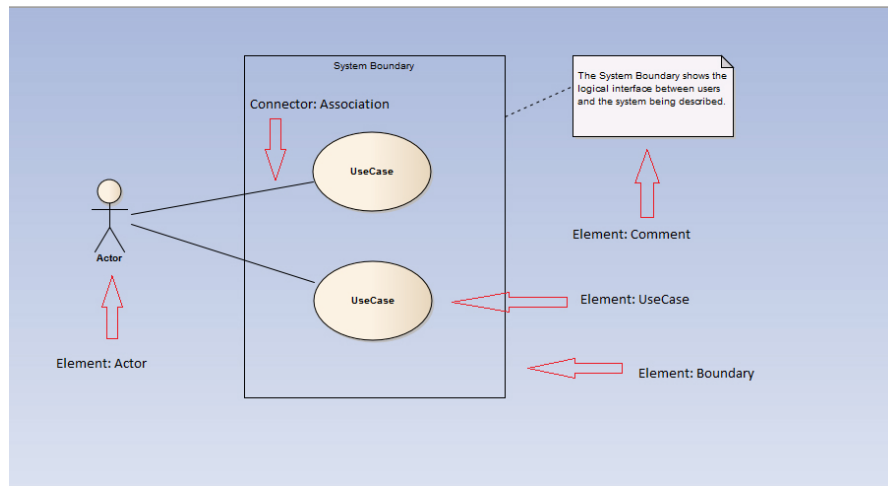 System Boundary
The System Boundary shows the
logical interface between users
and the system being described.
Connector: Association
UseCase
Element: Comment
Actor
UseCase
Element: UseCase
Element: Actor
Element: Boundary